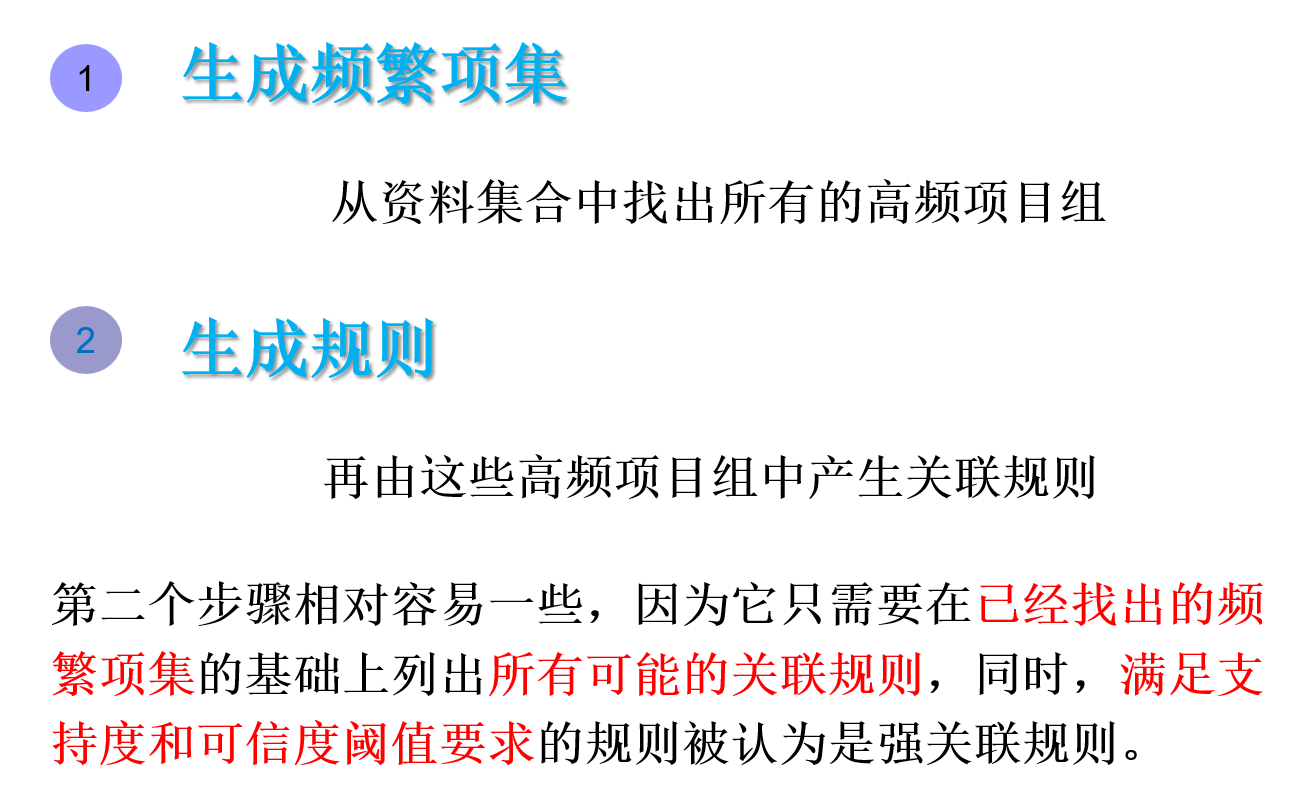 1
生成频繁项集
从资料集合中找出所有的高频项目组
2
生成规则
再由这些高频项目组中产生关联规则
第二个步骤相对容易一些，因为它只需要在已经找出的频
繁项集的基础上列出所有可能的关联规则，同时，满足支
持度和可信度阈值要求的规则被认为是强关联规则。